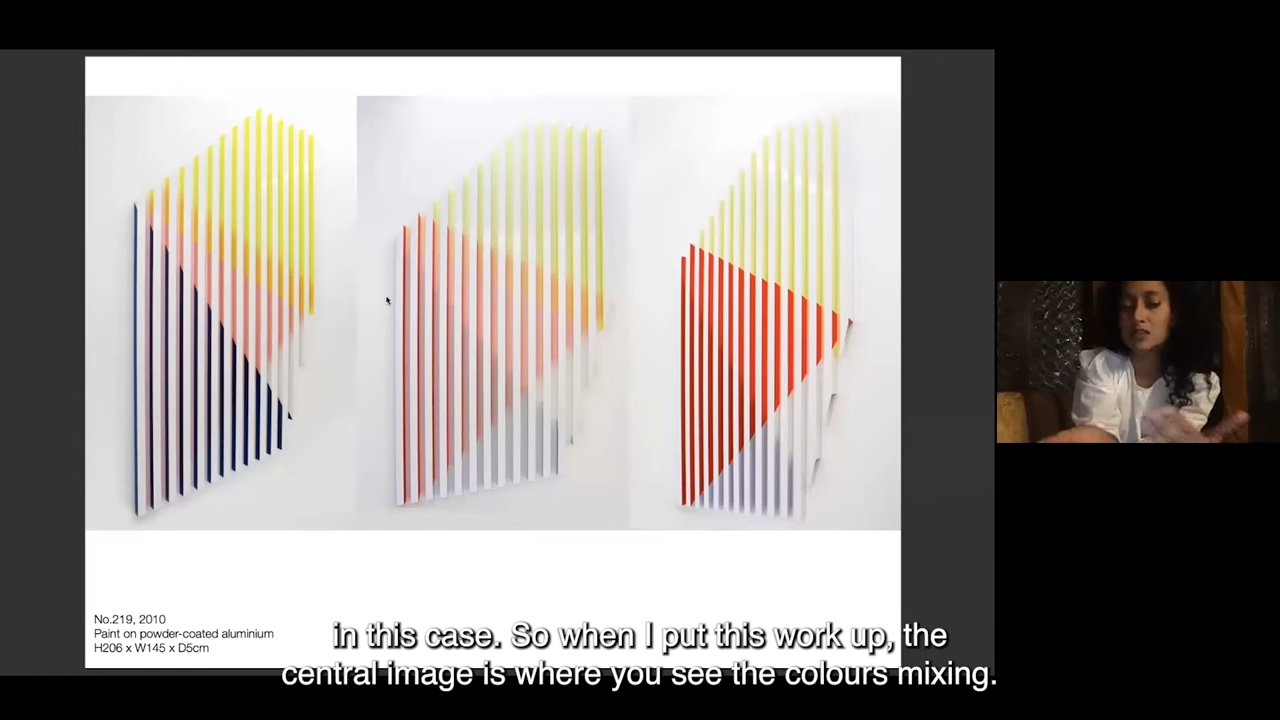 No.219, 2010
Paint on powder-coated aluminium
H206 x W145 x D5cm
in this case. So when I put this work up, the
central image is where you see the colours mixing.